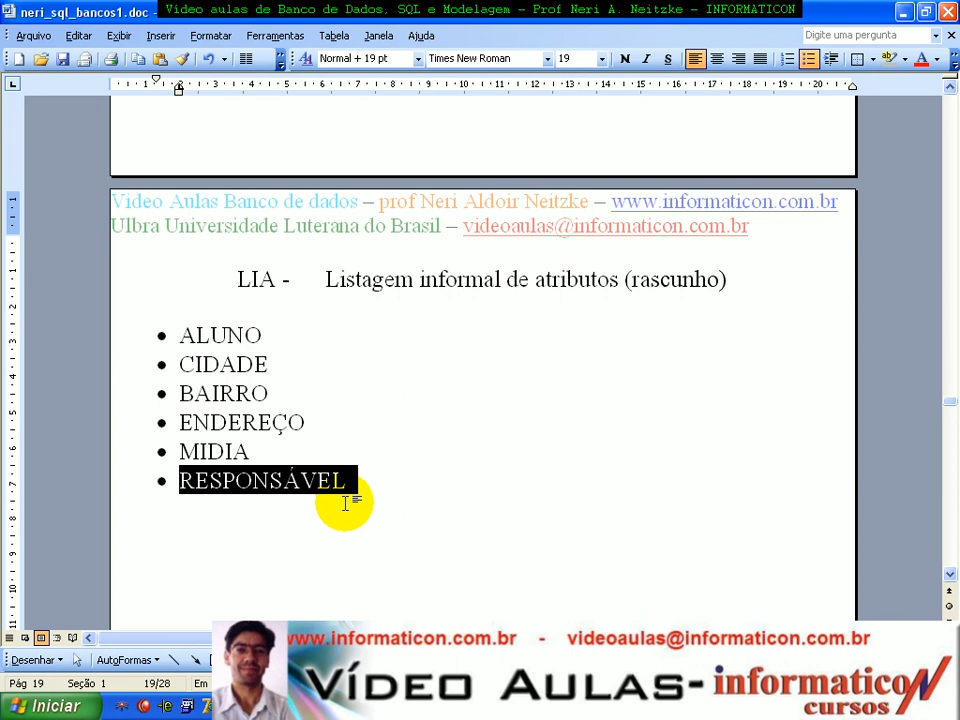 neri_sql_bancos1.doc -
Vídeo aulas de Banco de Dados, SQL e Modelagem – Prof Neri A. Neitzke – INFORMATICON
Arquivo Editar Exibir Inserir Formatar Ferramentas Tabela Janela Ajuda
Digite uma pergunta
Normal + 19 pt Times New Roman 19 N I S
Vídeo Aulas Banco de dados – prof Neri Aldoir Neitzke – www.informaticon.com.br
Ulbra Universidade Luterana do Brasil – videoaulas@informaticon.com.br
LIA - Listagem informal de atributos (rascunho)
• ALUNO
• CIDADE
• BAIRRO
• ENDEREÇO
• MIDIA
• RESPONSÁVEL
www.informaticon.com.br - videoaulas@informaticon.com.br
VÍDEO AULAS- informaticoN
cursos
Desenhar AutoFormas
Pág 19 Seção 1 19/28 Em
Iniciar